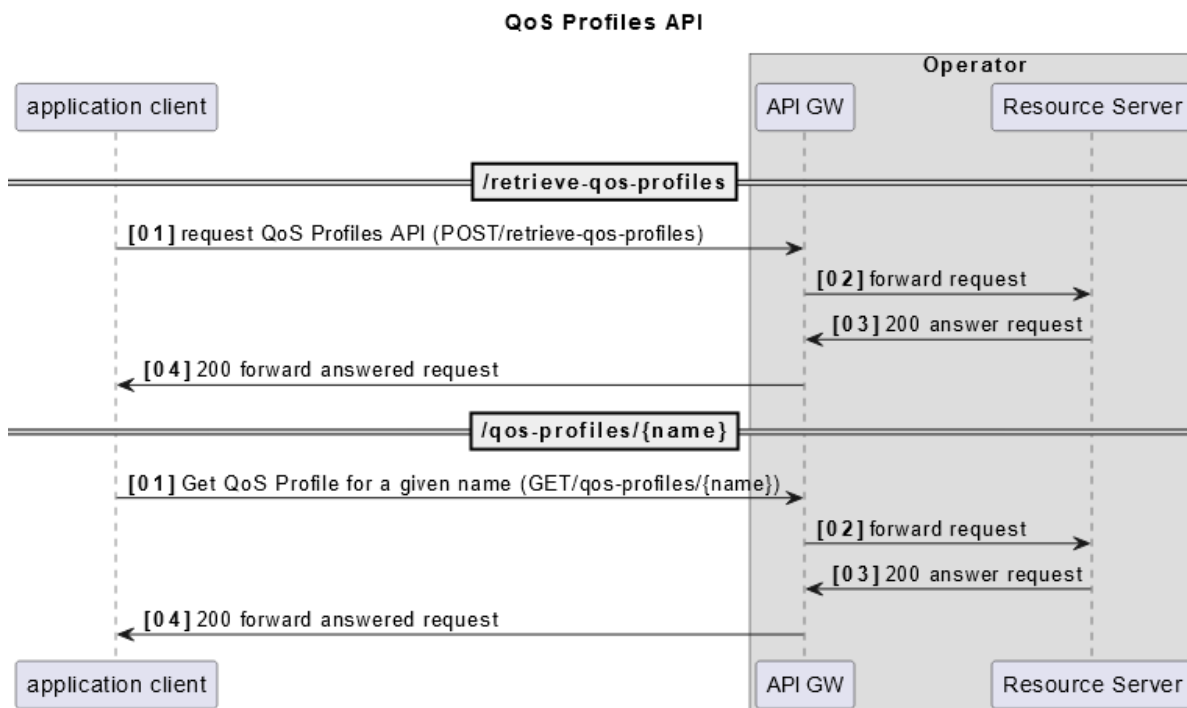 QoS Profiles API
Operator
application client
API GW
Resource Server
/retrieve-qos-profiles
[01] request QoS Profiles API (POST/retrieve-qos-profiles)
[02] forward request
[03] 200 answer request
[04] 200 forward answered request
/qos-profiles/{name}
[01] Get QoS Profile for a given name (GET/qos-profiles/{name})
[02] forward request
[03] 200 answer request
[04] 200 forward answered request
application client
API GW
Resource Server